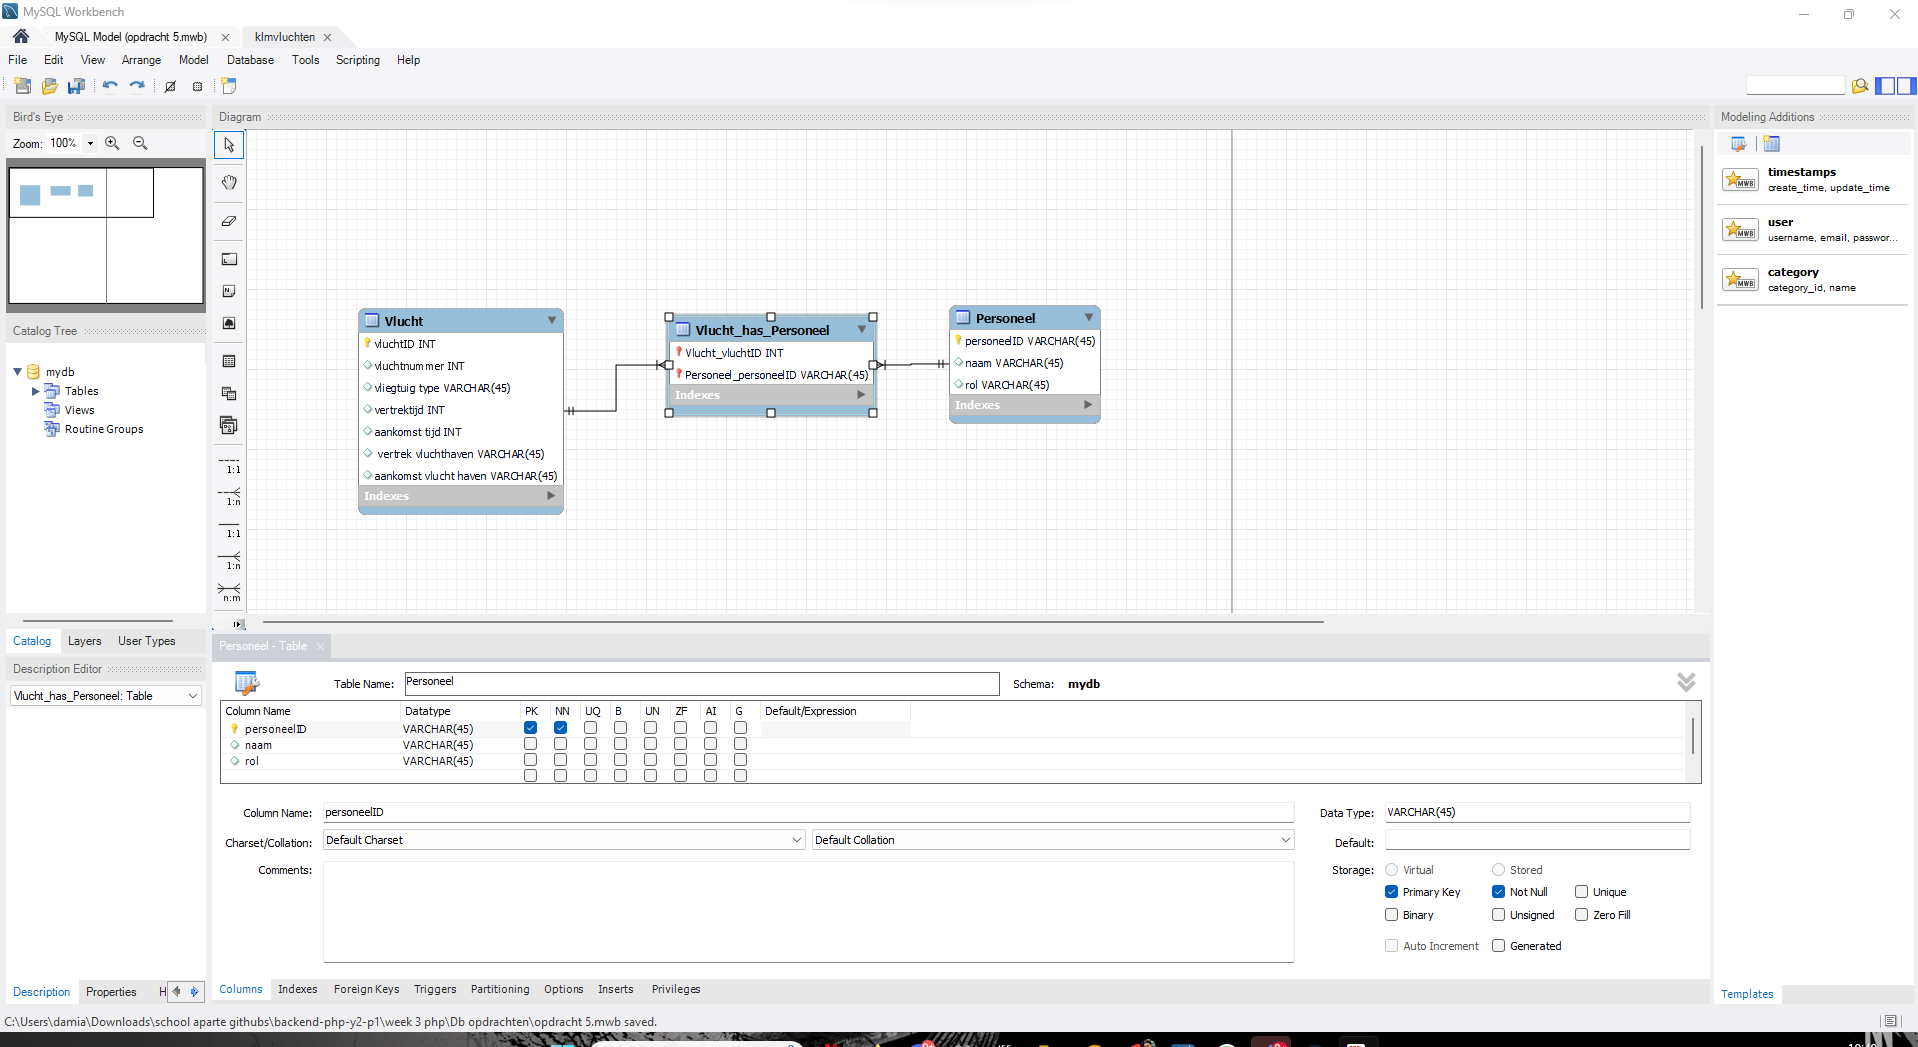 MySQL Workbench
MySQL Model (opdracht 5.mwb)
klmvluchten
File Edit View Arrange Model Database Tools Scripting Help
Bird's Eye
Zoom: 100%
Diagram
Modeling Additions
timestamps
create_time, update_time
user
username, email, passwor...
category
category_id, name
Catalog Tree
mydb
Tables
Views
Routine Groups
1:1
1:n
1:1
1:n
n:m
Vlucht
vluchtID INT
vluchtnummer INT
vliegtuig type VARCHAR(45)
vertrektijd INT
aankomst tijd INT
vertrek vluchthaven VARCHAR(45)
aankomst vlucht haven VARCHAR(45)
Indexes
Vlucht_has_Personeel
Vlucht_vluchtID INT
Personeel_personeelID VARCHAR(45)
Indexes
Personeel
personeelID VARCHAR(45)
naam VARCHAR(45)
rol VARCHAR(45)
Indexes
Catalog Layers User Types
Description Editor
Vlucht_has_Personeel: Table
Description Properties H
Personeel - Table
Table Name: Personeel Schema: mydb
Column Name Datatype PK NN UQ B UN ZF AI G Default/Expression
personeelID VARCHAR(45)
naam VARCHAR(45)
rol VARCHAR(45)
Column Name: personeelID Data Type: VARCHAR(45)
Charset/Collation: Default Charset Default Collation Default:
Comments: Storage: Virtual Stored
Primary Key Not Null Unique
Binary Unsigned Zero Fill
Auto Increment Generated
Columns Indexes Foreign Keys Triggers Partitioning Options Inserts Privileges
Templates
C:\Users\damia\Downloads\school aparte githubs\backend-php-y2-p1\week 3 php\Db opdrachten\opdracht 5.mwb saved.